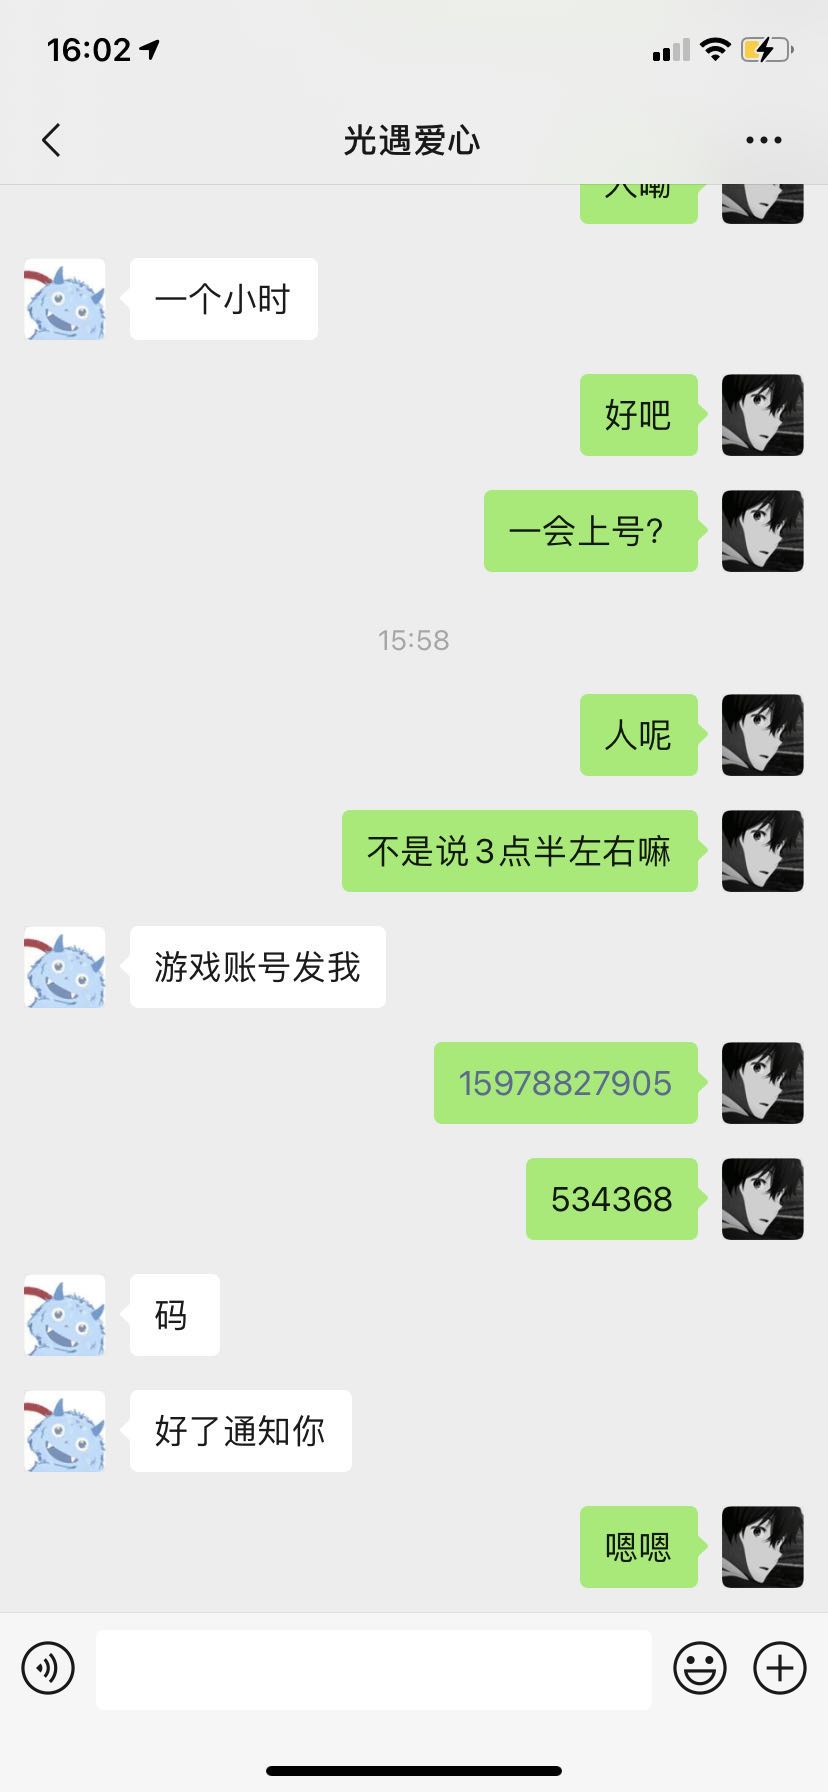 16:02
光遇爱心
人嘞
一个小时
好吧
一会上号?
15:58
人呢
不是说3点半左右嘛
游戏账号发我
15978827905
534368
码
好了通知你
嗯嗯